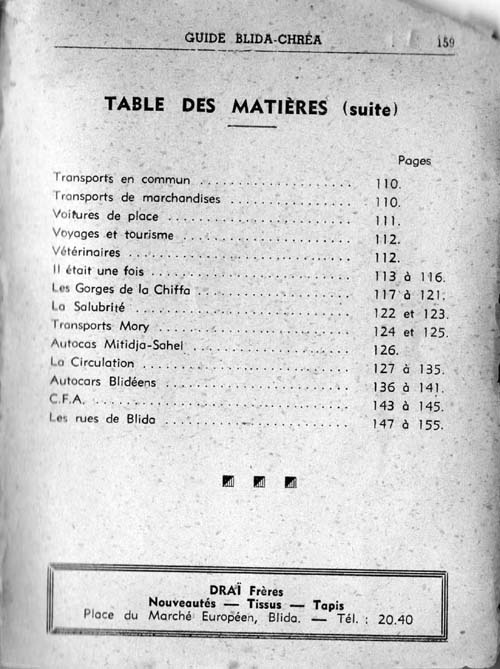 GUIDE BLIDA-CHRÉA 159
TABLE DES MATIÈRES (suite)
Pages
Transports en commun .................... 110.
Transports de marchandises .................... 110.
Voitures de place .................... 111.
Voyages et tourisme .................... 112.
Vétérinaires .................... 112.
Il était une fois .................... 113 à 116.
Les Gorges de la Chiffa .................... 117 à 121.
La Salubrité .................... 122 et 123.
Transports Mory .................... 124 et 125.
Autocas Mitidja-Sahel .................... 126.
La Circulation .................... 127 à 135.
Autocars Blidéens .................... 136 à 141.
C.F.A. .................... 143 à 145.
Les rues de Blida .................... 147 à 155.
DRAÏ Frères
Nouveautés — Tissus — Tapis
Place du Marché Européen, Blida. — Tél. : 20.40